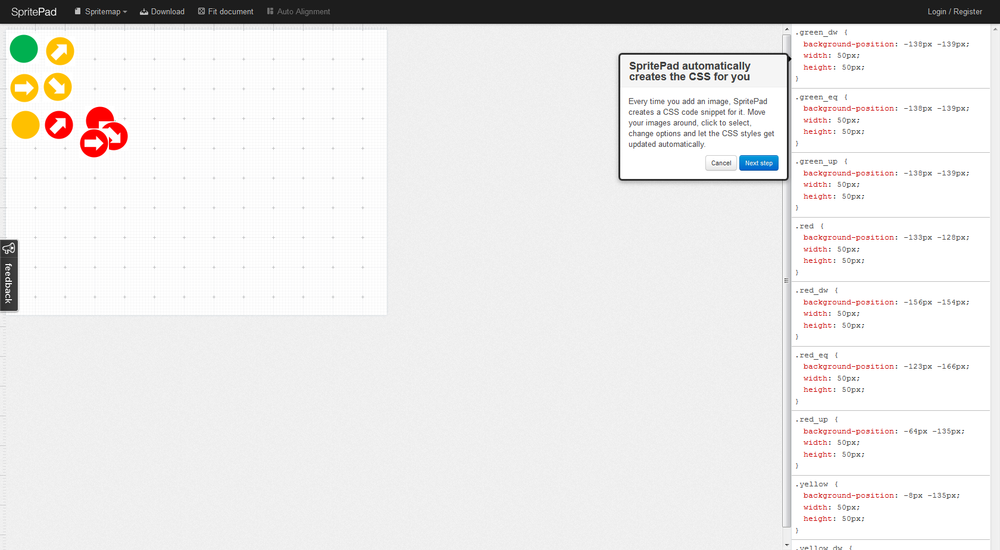 SpritePad Spritemap Download Fit document Auto Alignment Login / Register
SpritePad automatically
creates the CSS for you
Every time you add an image, SpritePad
creates a CSS code snippet for it. Move
your images around, click to select,
change options and let the CSS styles get
updated automatically.
Cancel Next step
feedback
.green_dw {
background-position: -138px -139px;
width: 50px;
height: 50px;
}
.green_eq {
background-position: -138px -139px;
width: 50px;
height: 50px;
}
.green_up {
background-position: -138px -139px;
width: 50px;
height: 50px;
}
.red {
background-position: -133px -128px;
width: 50px;
height: 50px;
}
.red_dw {
background-position: -156px -154px;
width: 50px;
height: 50px;
}
.red_eq {
background-position: -123px -166px;
width: 50px;
height: 50px;
}
.red_up {
background-position: -64px -135px;
width: 50px;
height: 50px;
}
.yellow {
background-position: -8px -135px;
width: 50px;
height: 50px;
}
.yellow_dw {